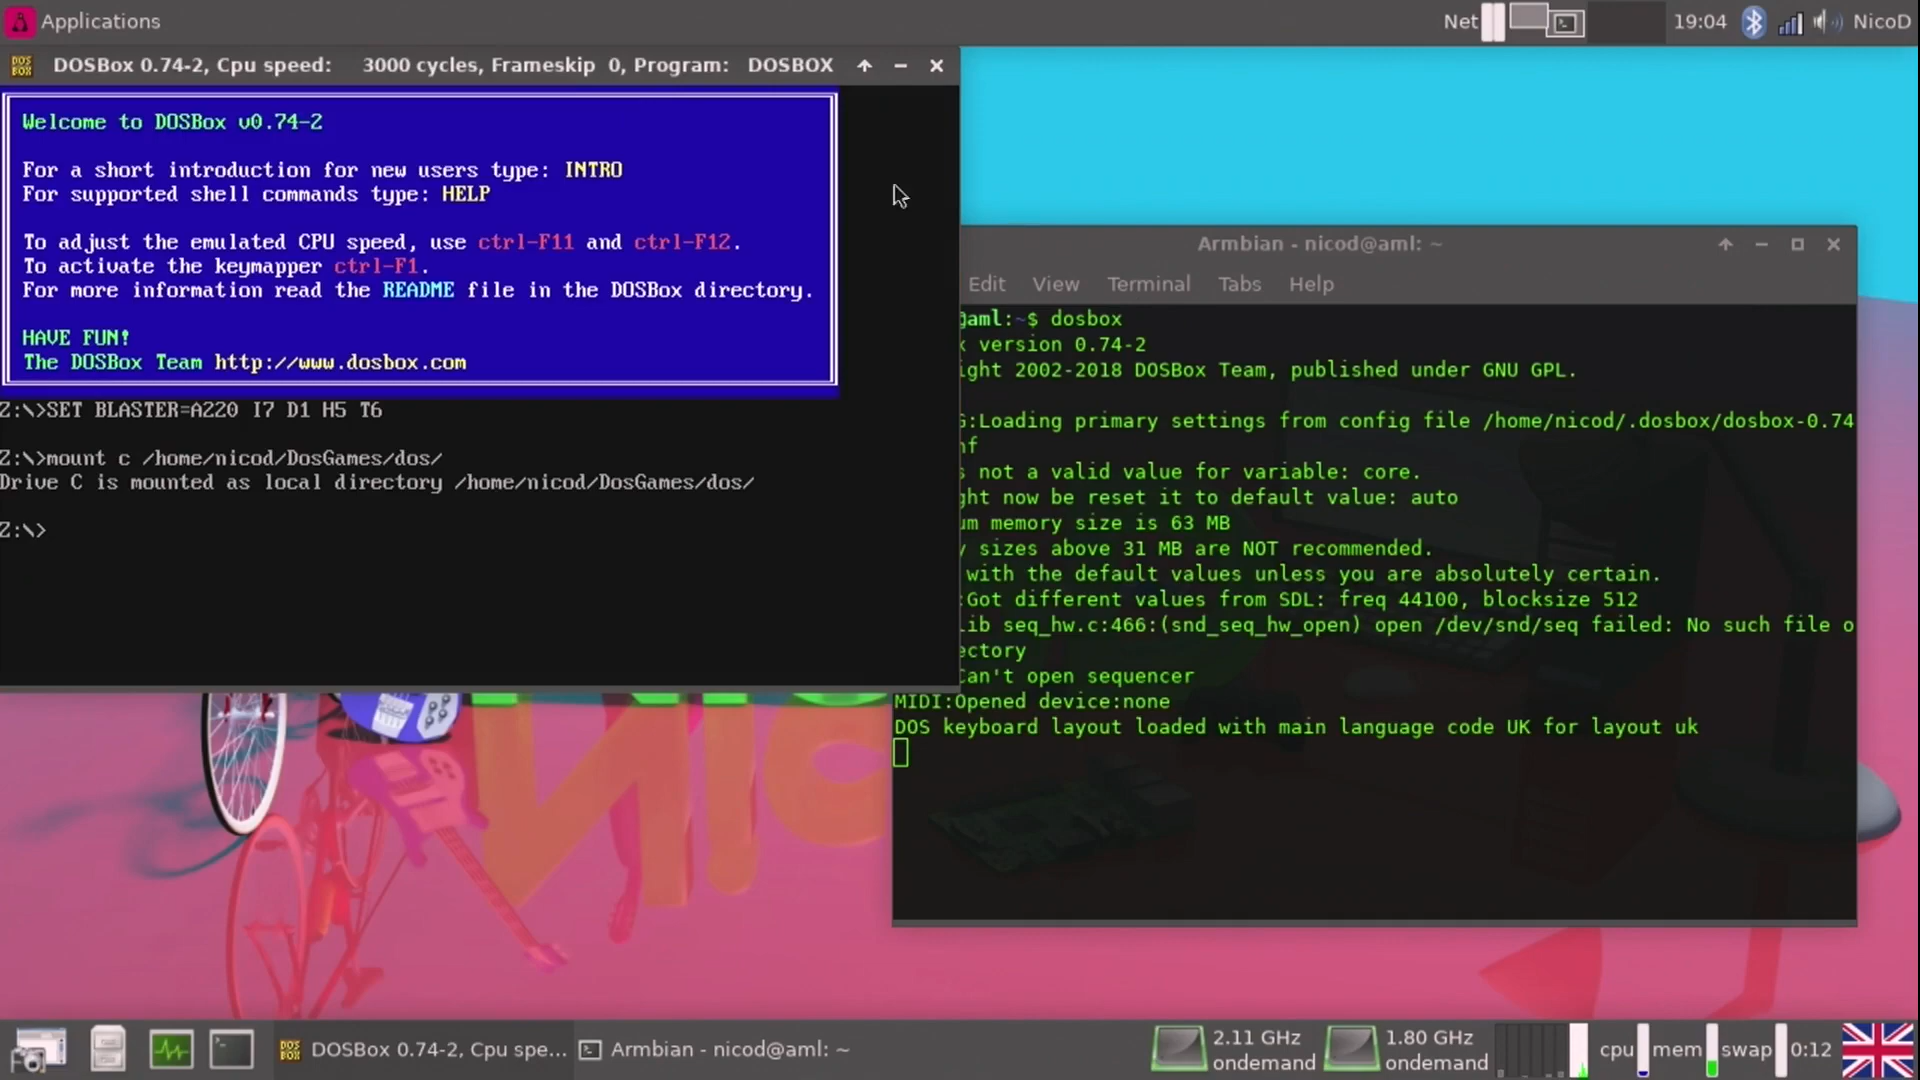 Applications
Net
19:04
NicoD
DOSBox 0.74-2, Cpu speed: 3000 cycles, Frameskip 0, Program: DOSBOX
Welcome to DOSBox v0.74-2
For a short introduction for new users type: INTRO
For supported shell commands type: HELP
To adjust the emulated CPU speed, use ctrl-F11 and ctrl-F12.
To activate the keymapper ctrl-F1.
For more information read the README file in the DOSBox directory.
HAVE FUN!
The DOSBox Team http://www.dosbox.com
Z:\>SET BLASTER=A220 I7 D1 H5 T6
Z:\>mount c /home/nicod/DosGames/dos/
Drive C is mounted as local directory /home/nicod/DosGames/dos/
Z:\>
Armbian - nicod@aml: ~
Edit View Terminal Tabs Help
aml:~$ dosbox
version 0.74-2
ight 2002-2018 DOSBox Team, published under GNU GPL.
G:Loading primary settings from config file /home/nicod/.dosbox/dosbox-0.74
nf
s not a valid value for variable: core.
ght now be reset it to default value: auto
um memory size is 63 MB
y sizes above 31 MB are NOT recommended.
with the default values unless you are absolutely certain.
:Got different values from SDL: freq 44100, blocksize 512
lib seq_hw.c:466:(snd_seq_hw_open) open /dev/snd/seq failed: No such file o
ectory
Can't open sequencer
MIDI:Opened device:none
DOS keyboard layout loaded with main language code UK for layout uk
DOS BOX
DOSBox 0.74-2, Cpu spe...
Armbian - nicod@aml: ~
2.11 GHz
ondemand
1.80 GHz
ondemand
cpu
mem
swap
0:12